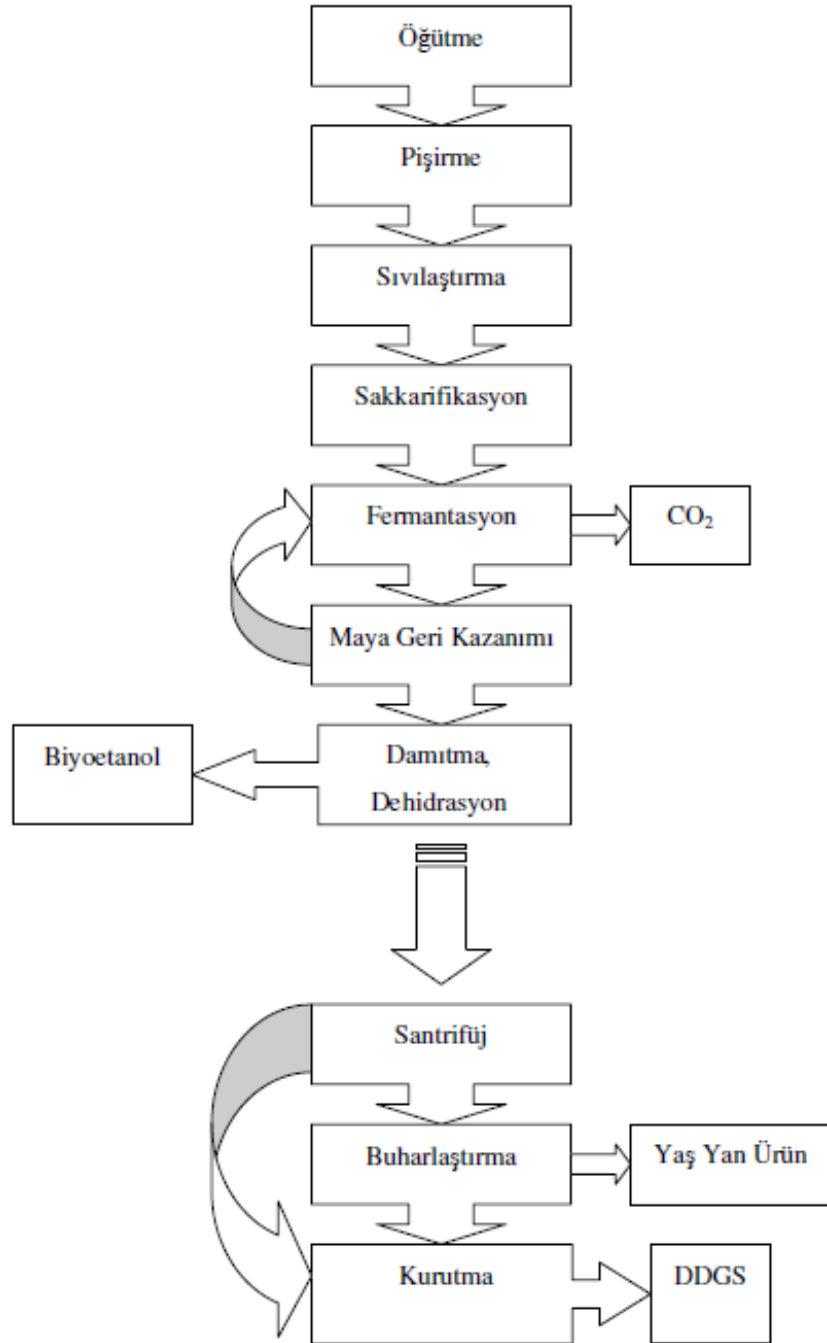 Öğütme
Pişirme
Sıvılaştırma
Sakkarifikasyon
Fermantasyon
CO₂
Maya Geri Kazanımı
Biyoetanol
Damıtma,
Dehidrasyon
Santrifüj
Buharlaştırma
Yaş Yan Ürün
Kurutma
DDGS